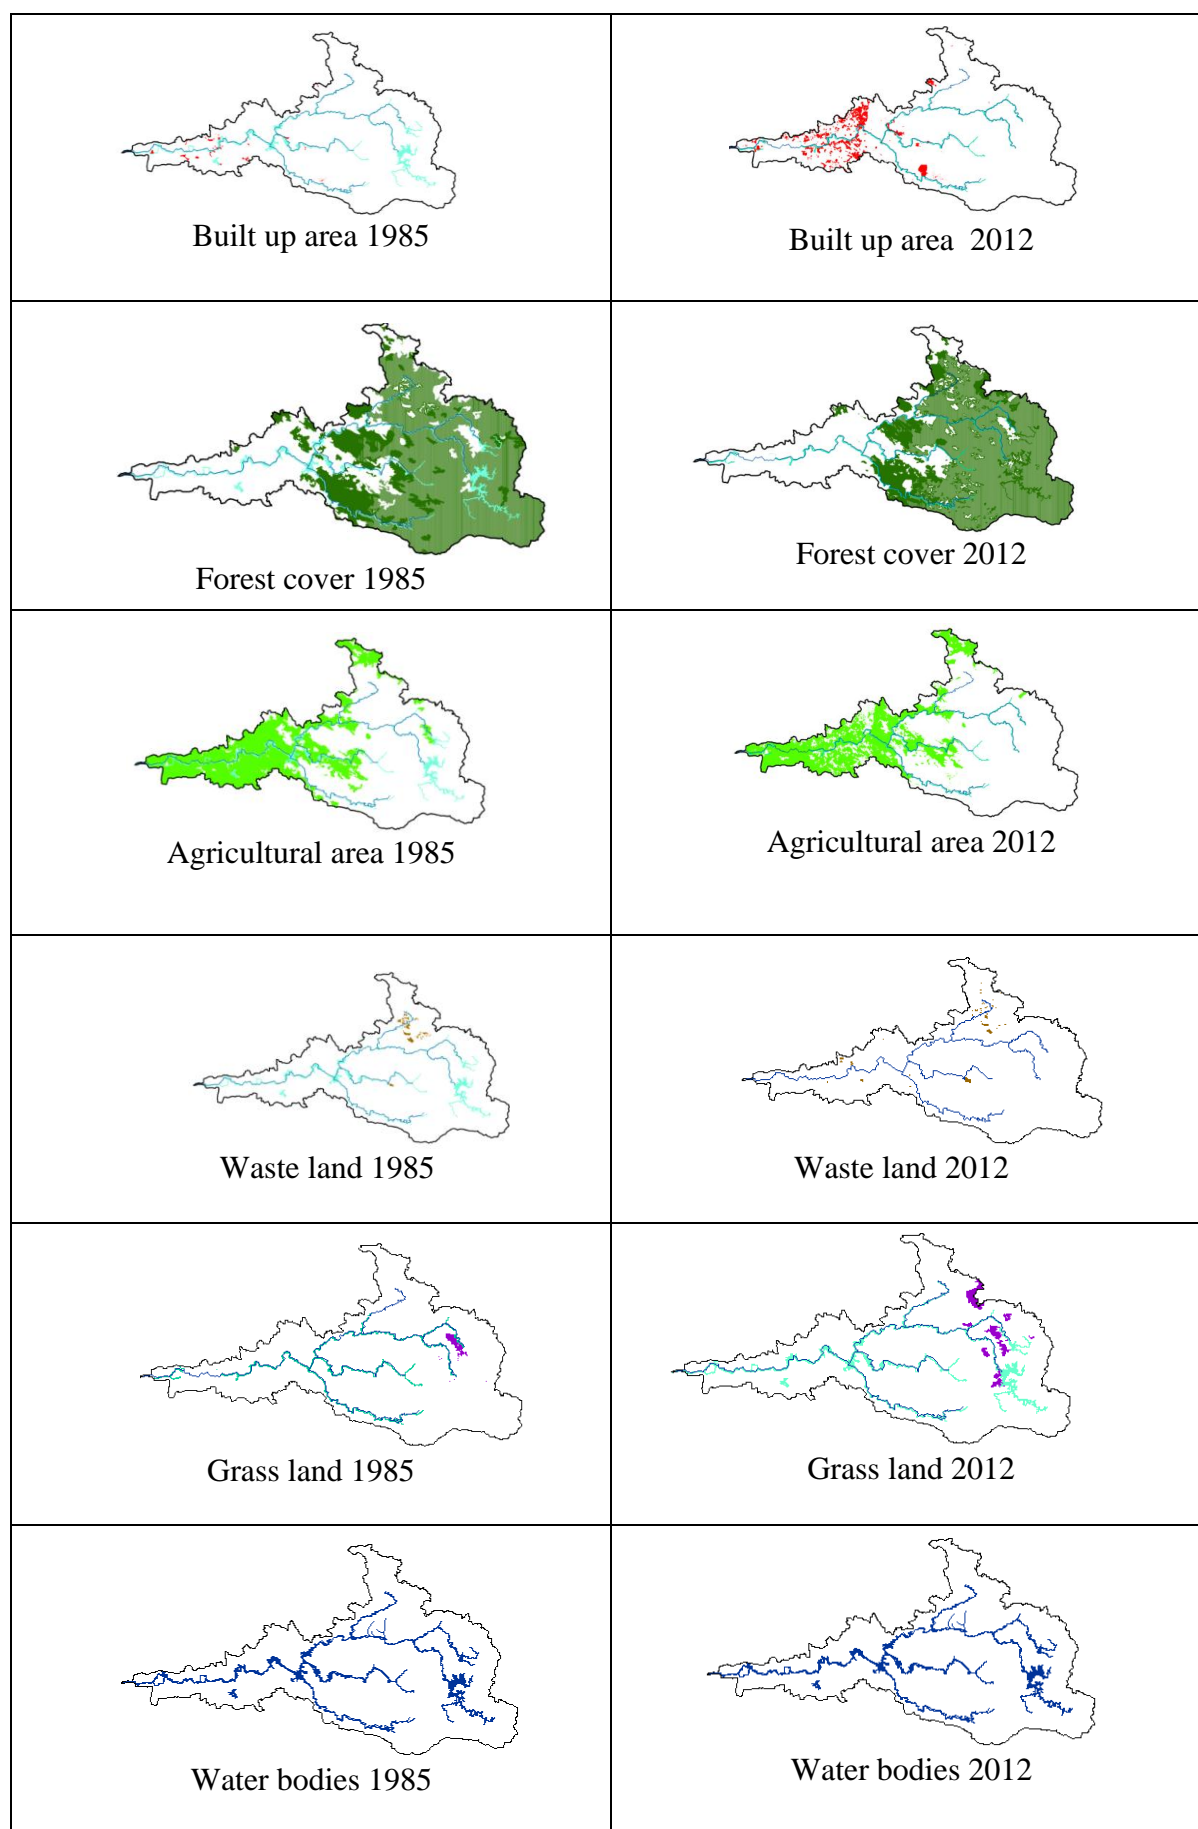 Built up area 1985
Built up area 2012
Forest cover 1985
Forest cover 2012
Agricultural area 1985
Agricultural area 2012
Waste land 1985
Waste land 2012
Grass land 1985
Grass land 2012
Water bodies 1985
Water bodies 2012